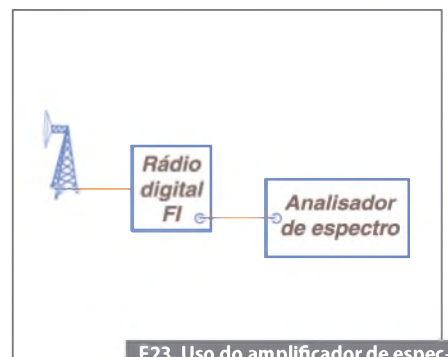 Rádio
digital
FI
Analisador
de espectro
F23. Uso do amplificador de espec